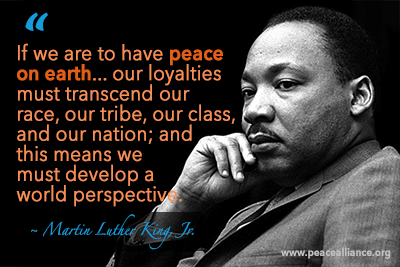 “
If we are to have peace
on earth... our loyalties
must transcend our
race, our tribe, our class,
and our nation; and
this means we
must develop a
world perspective.
~ Martin Luther King, Jr.
www.peacealliance.org